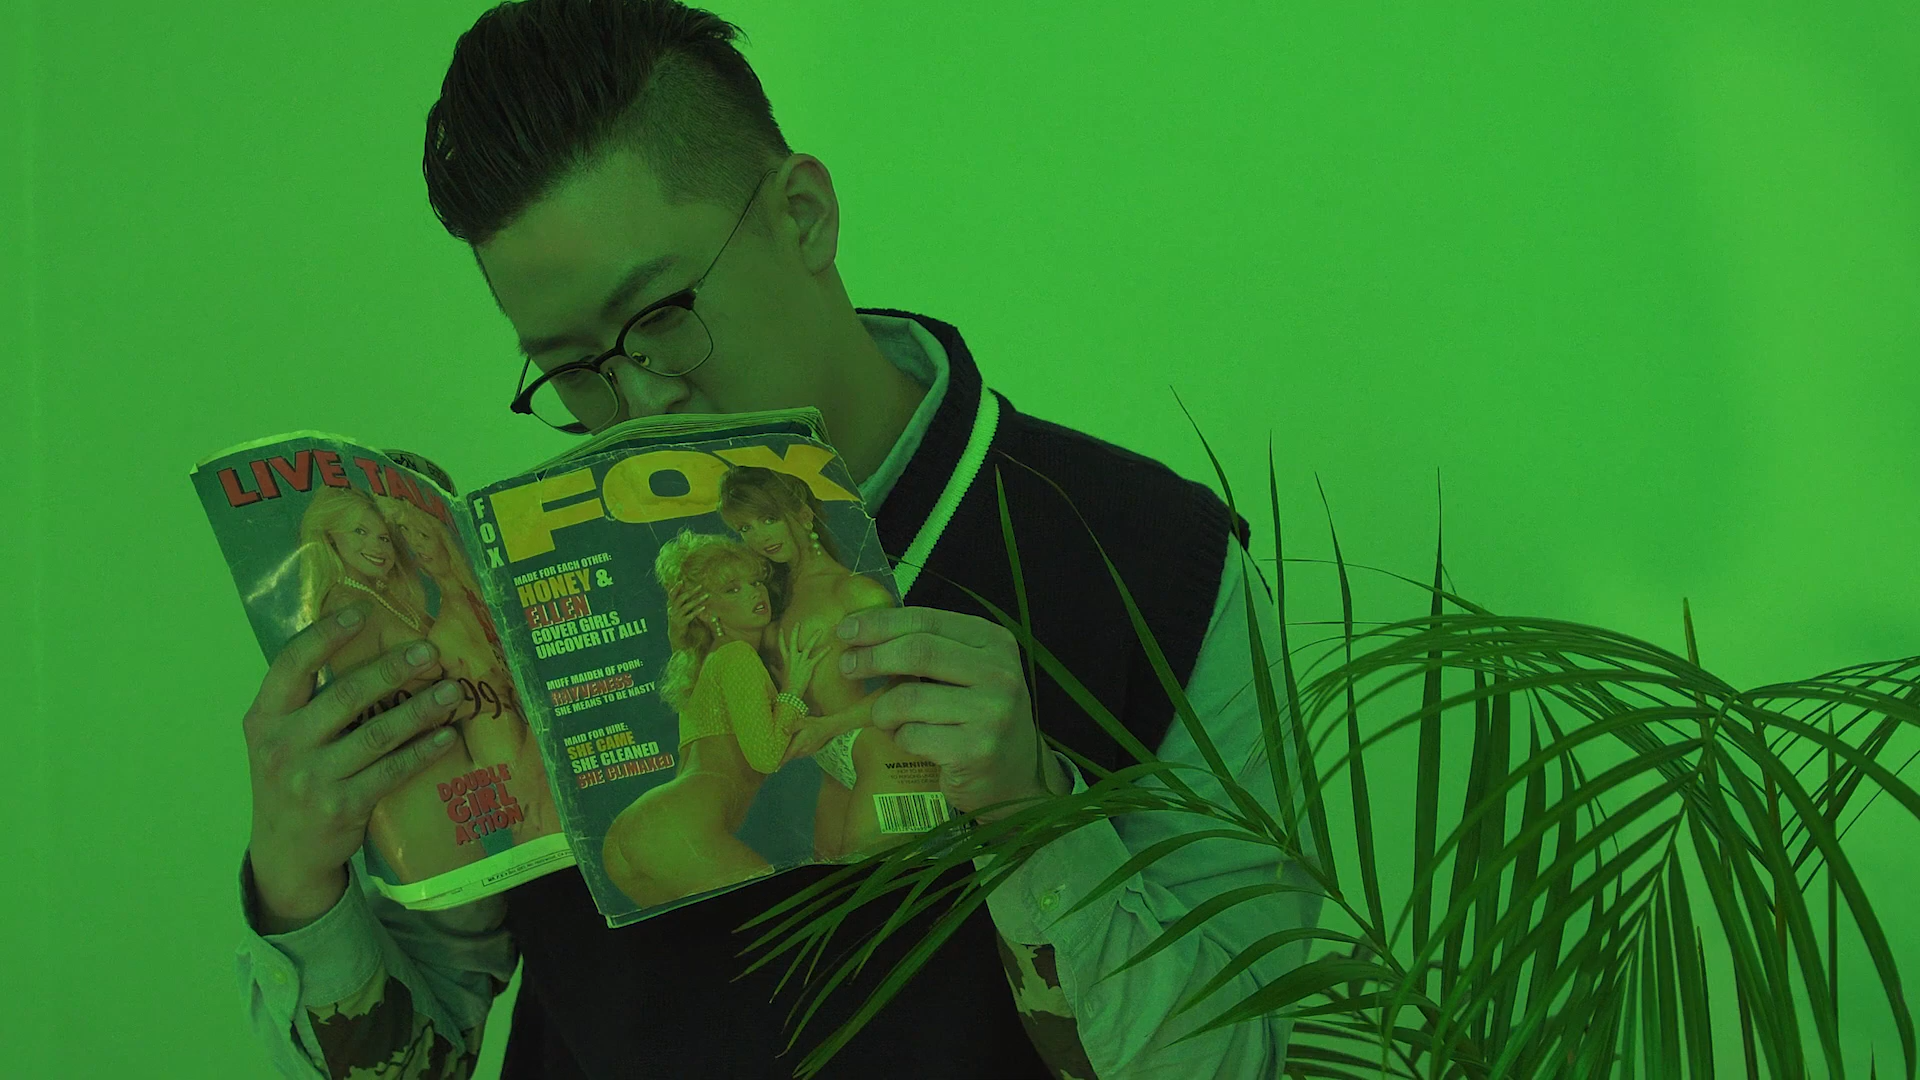 LIVE TAL
DOUBLE
GIRL
ACTION
FOX
FOX
MADE FOR EACH OTHER:
HONEY &
ELLEN
COVER GIRLS
UNCOVER IT ALL!
MUFF MAIDEN OF PORN:
RAYVENESS
SHE MEANS TO BE NASTY
MAID FOR HIRE:
SHE CAME
SHE CLEANED
SHE CLIMAXED
WARNING